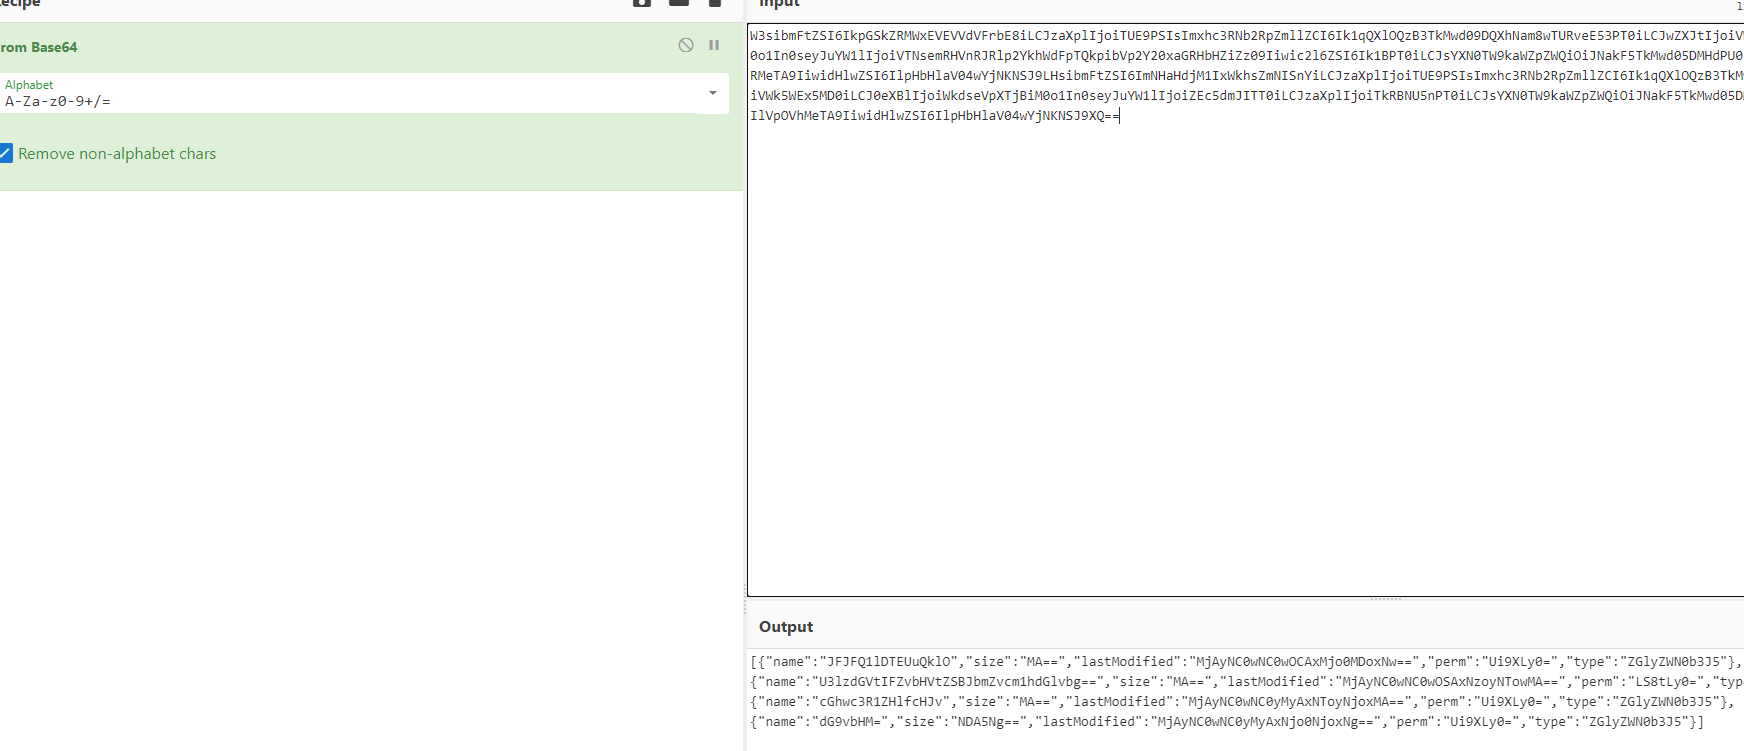 ecipe
Input
1
rom Base64
Alphabet
A-Za-z0-9+/=
Remove non-alphabet chars
W3sibmFtZSI6IkpGSkZRMWxEVEVVdVFrbE8iLCJzaXplIjoiTUE9PSIsImxhc3RNb2RpZmllZCI6Ik1qQXlOQzB3TkMwd09DQXhNam8wTURveE53PT0iLCJwZXJtIjoiV
0o1In0seyJuYW1lIjoiVTNsemRHVnRJRlp2YkhWdFpTQkpibVp2Y20xaGRHbHZiZz09Iiwic2l6ZSI6Ik1BPT0iLCJsYXN0TW9kaWZpZWQiOiJNakF5TkMwd05DMHdPU0
RMeTA9IiwidHlwZSI6IlpHbHlaV04wYjNKNSJ9LHsibmFtZSI6ImNHaHdjM1IxWkhsZmNISnYiLCJzaXplIjoiTUE9PSIsImxhc3RNb2RpZmllZCI6Ik1qQXlOQzB3TkM
iVWk5WEx5MD0iLCJ0eXBlIjoiWkdseVpXTjBiM0o1In0seyJuYW1lIjoiZEc5dmJITT0iLCJzaXplIjoiTkRBNU5nPT0iLCJsYXN0TW9kaWZpZWQiOiJNakF5TkMwd05D
IlVpOVhMeTA9IiwidHlwZSI6IlpHbHlaV04wYjNKNSJ9XQ==
Output
[{"name":"JFJFQ1lDTEUuQklO","size":"MA==","lastModified":"MjAyNC0wNC0wOCAxMjo0MDoxNw==","perm":"Ui9XLy0=","type":"ZGlyZWN0b3J5"},
{"name":"U3lzdGVtIFZvbHVtZSBJbmZvcm1hdGlvbg==","size":"MA==","lastModified":"MjAyNC0wNC0wOSAxNzoyNTowMA==","perm":"LS8tLy0=","typ
{"name":"cGhwc3R1ZHlfcHJv","size":"MA==","lastModified":"MjAyNC0wNC0yMyAxNToyNjoxMA==","perm":"Ui9XLy0=","type":"ZGlyZWN0b3J5"},
{"name":"dG9vbHM=","size":"NDA5Ng==","lastModified":"MjAyNC0wNC0yMyAxNjo0NjoxNg==","perm":"Ui9XLy0=","type":"ZGlyZWN0b3J5"}]